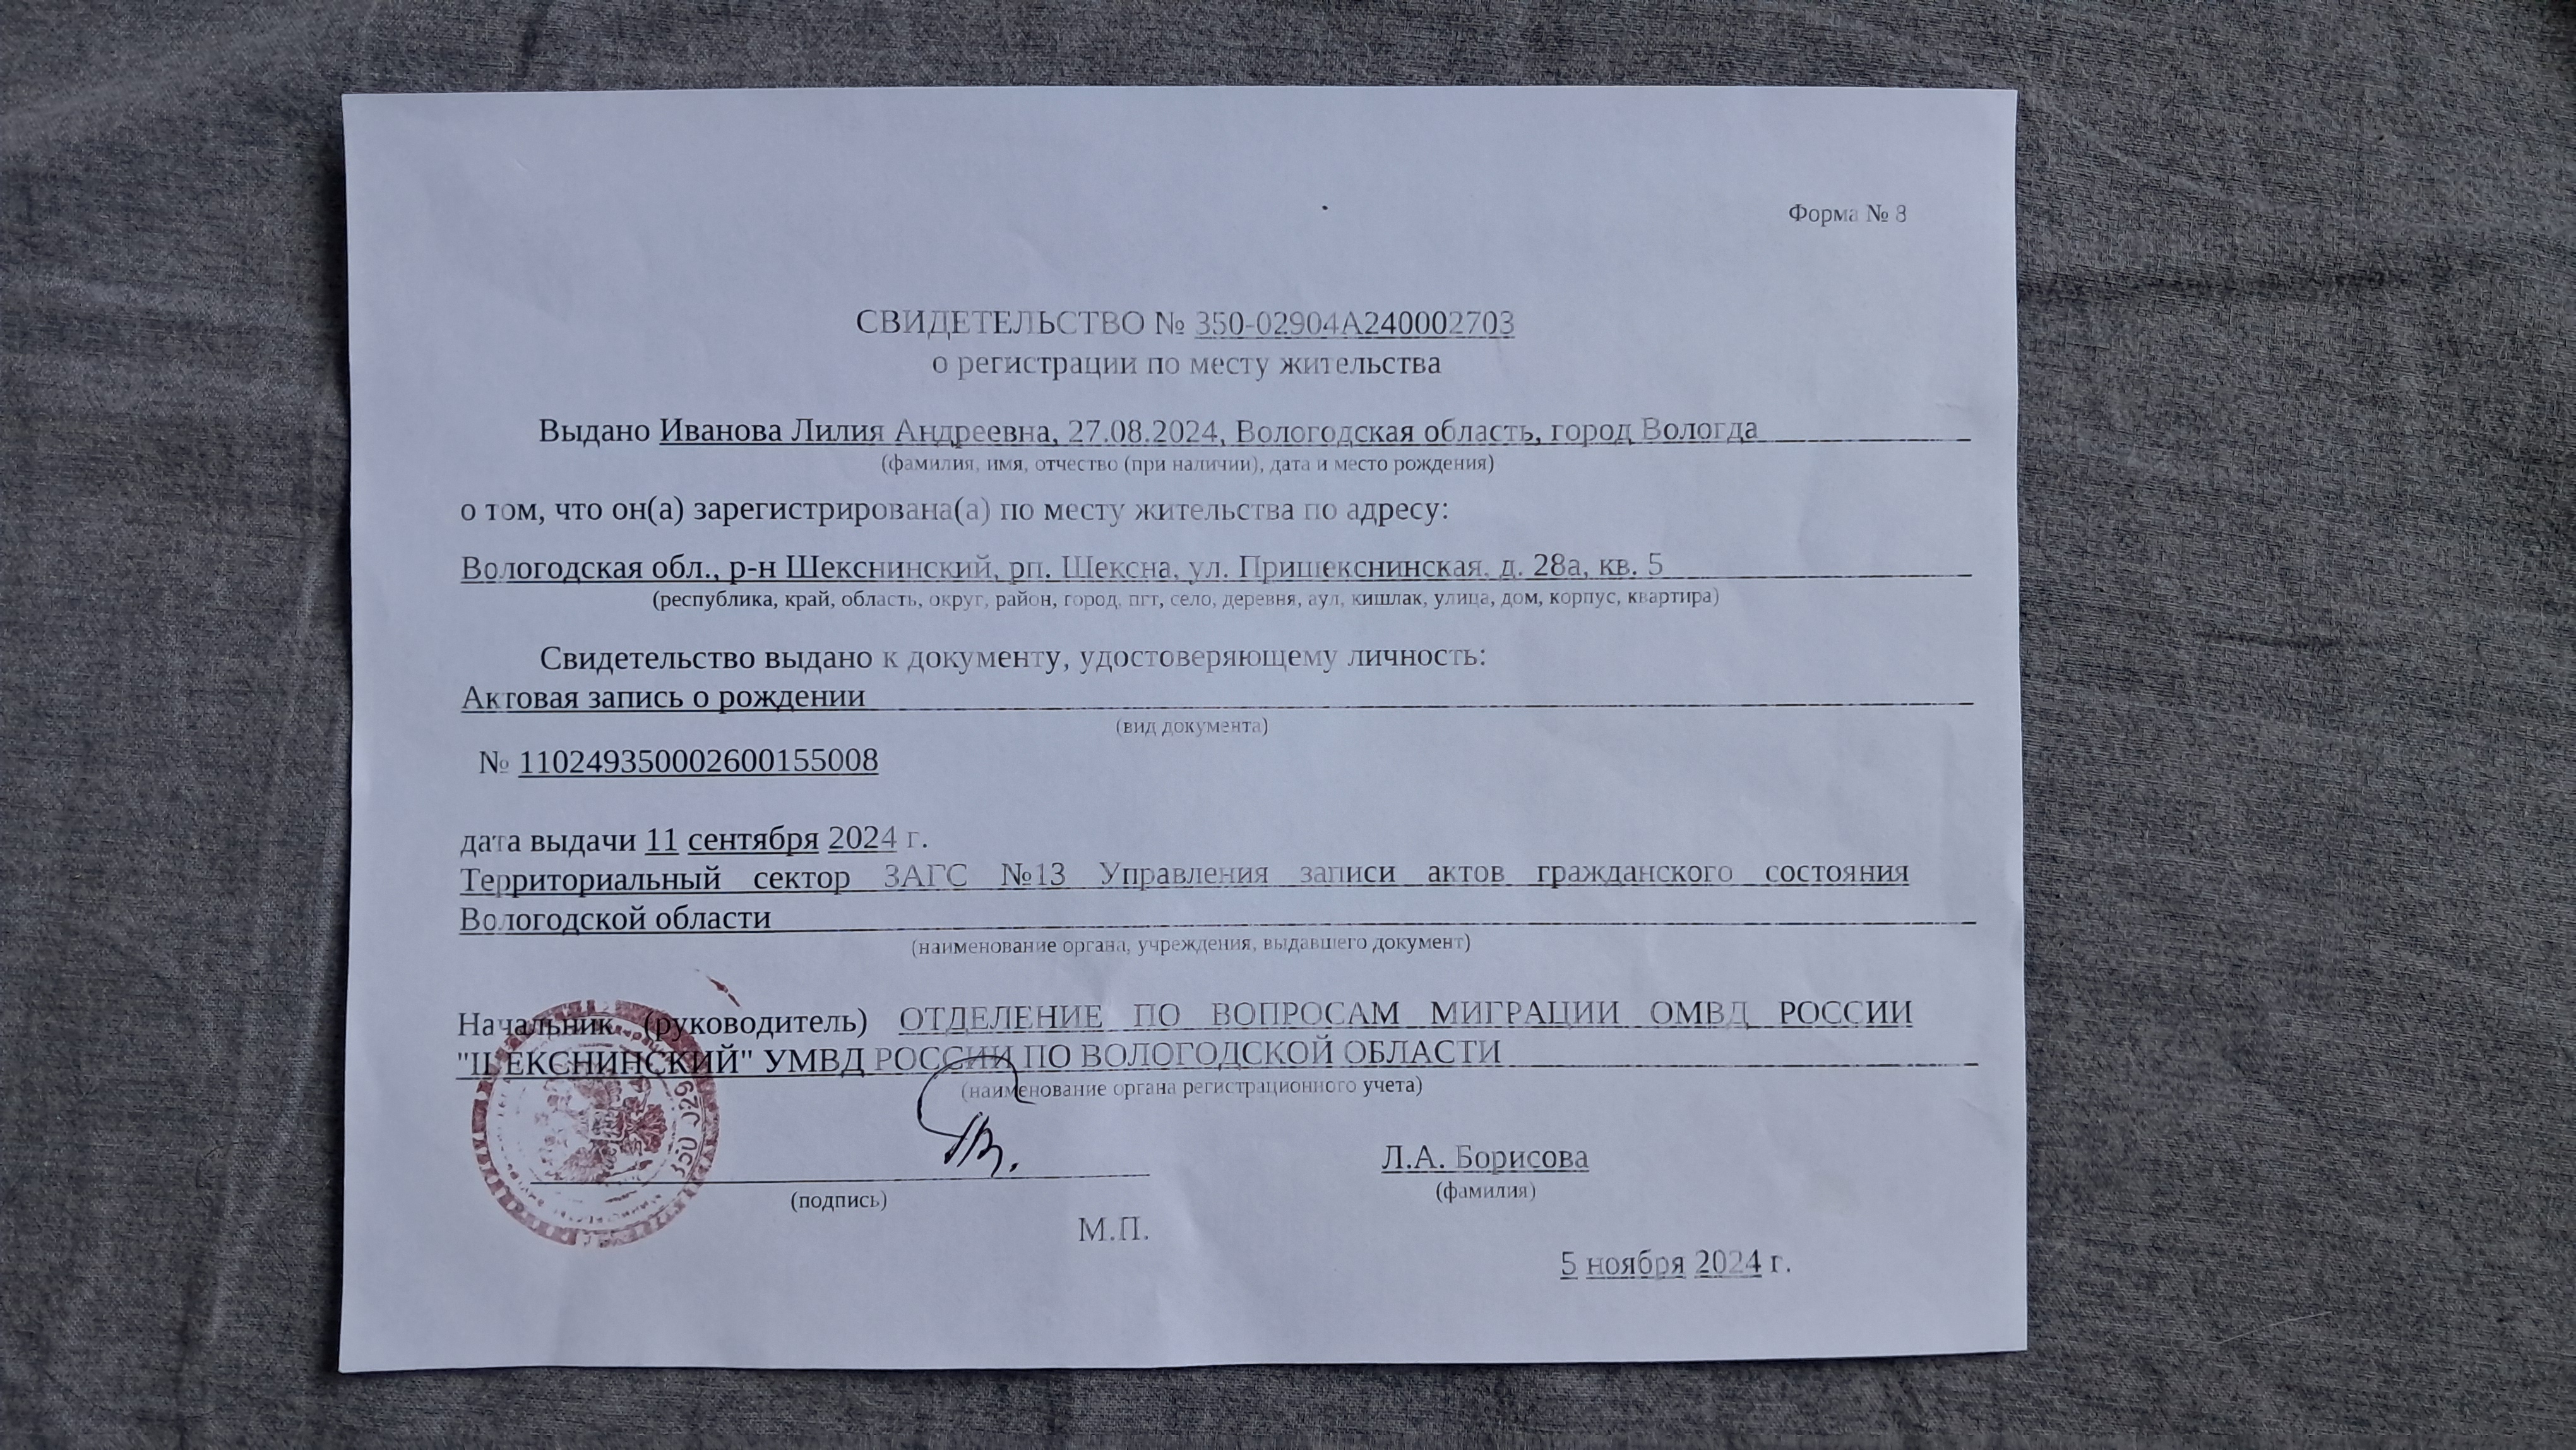 Форма № 8
СВИДЕТЕЛЬСТВО № 350-02904А240002703
о регистрации по месту жительства
Выдано Иванова Лилия Андреевна, 27.08.2024, Вологодская область, город Вологда
(фамилия, имя, отчество (при наличии), дата и место рождения)
о том, что он(а) зарегистрирована(а) по месту жительства по адресу:
Вологодская обл., р-н Шекснинский, рп. Шексна, ул. Пришекснинская, д. 28а, кв. 5
(республика, край, область, округ, район, город, пгт, село, деревня, аул, кишлак, улица, дом, корпус, квартира)
Свидетельство выдано к документу, удостоверяющему личность:
Актовая запись о рождении
(вид документа)
№ 110249350002600155008
дата выдачи 11 сентября 2024 г.
Территориальный сектор ЗАГС №13 Управления записи актов гражданского состояния
Вологодской области
(наименование органа, учреждения, выдавшего документ)
Начальник (руководитель) ОТДЕЛЕНИЕ ПО ВОПРОСАМ МИГРАЦИИ ОМВД РОССИИ
"ШЕКСНИНСКИЙ" УМВД РОССИИ ПО ВОЛОГОДСКОЙ ОБЛАСТИ
(наименование органа регистрационного учета)
Л.А. Борисова
(подпись)
(фамилия)
М.П.
5 ноября 2024 г.